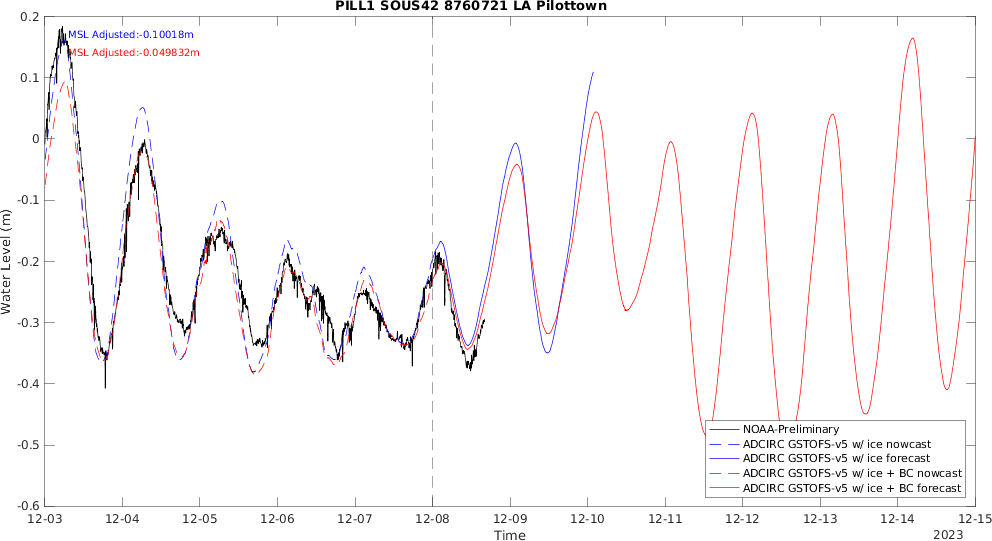 PILL1 SOUS42 8760721 LA Pilottown
MSL Adjusted:-0.10018m
MSL Adjusted:-0.049832m
Water Level (m)
0.2
0.1
0
-0.1
-0.2
-0.3
-0.4
-0.5
-0.6
NOAA-Preliminary
ADCIRC GSTOFS-v5 w/ ice nowcast
ADCIRC GSTOFS-v5 w/ ice forecast
ADCIRC GSTOFS-v5 w/ ice + BC nowcast
ADCIRC GSTOFS-v5 w/ ice + BC forecast
12-03 12-04 12-05 12-06 12-07 12-08 12-09 12-10 12-11 12-12 12-13 12-14 12-15
Time
2023